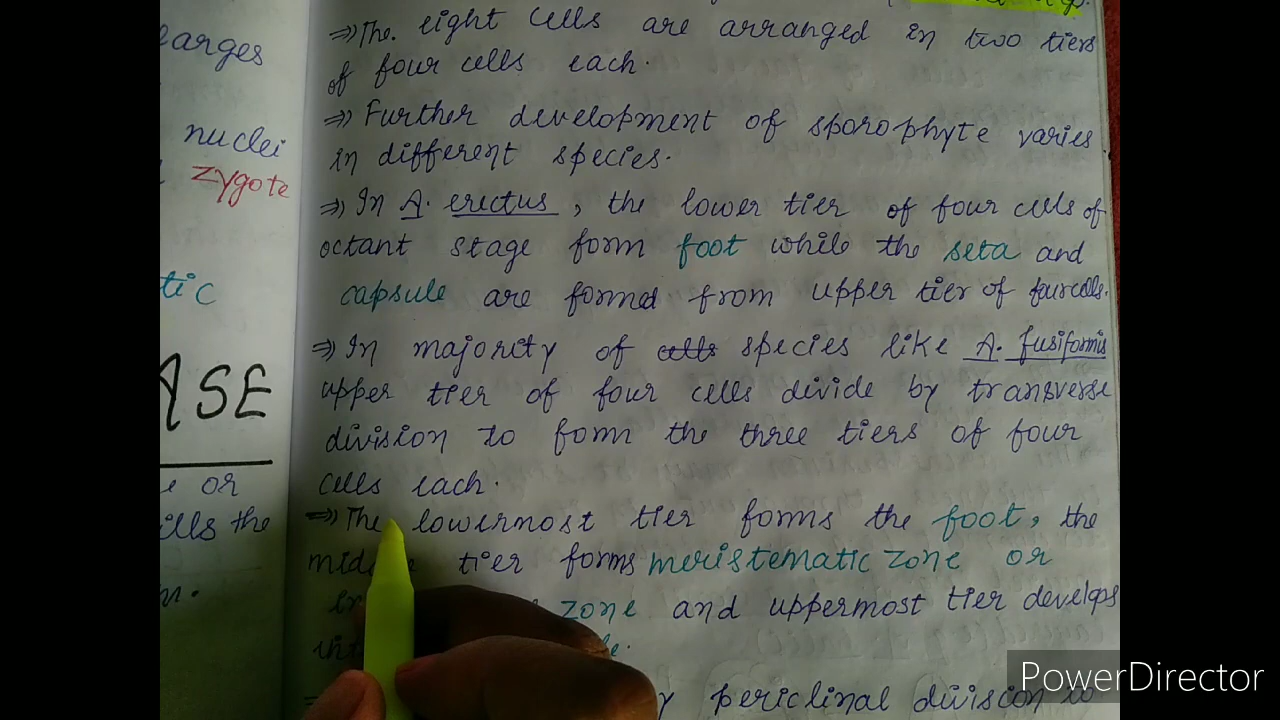 arges
nuclei
zygote
tic
ASE
or
ills the
⇒ The. eight cells are arranged in two tiers
of four cells each.
⇒ Further development of sporophyte varies
in different species.
⇒ In A. erectus, the lower tier of four cells of
octant stage form foot while the seta and
capsule are formed from upper tier of four cells.
⇒ In majority of cells species like A. fusiformis
upper tier of four cells divide by transverse
division to form the three tiers of four
cells each.
⇒ The lowermost tier forms the foot, the
tier forms meristematic zone or
zone and uppermost tier develops
periclinal division to
PowerDirector